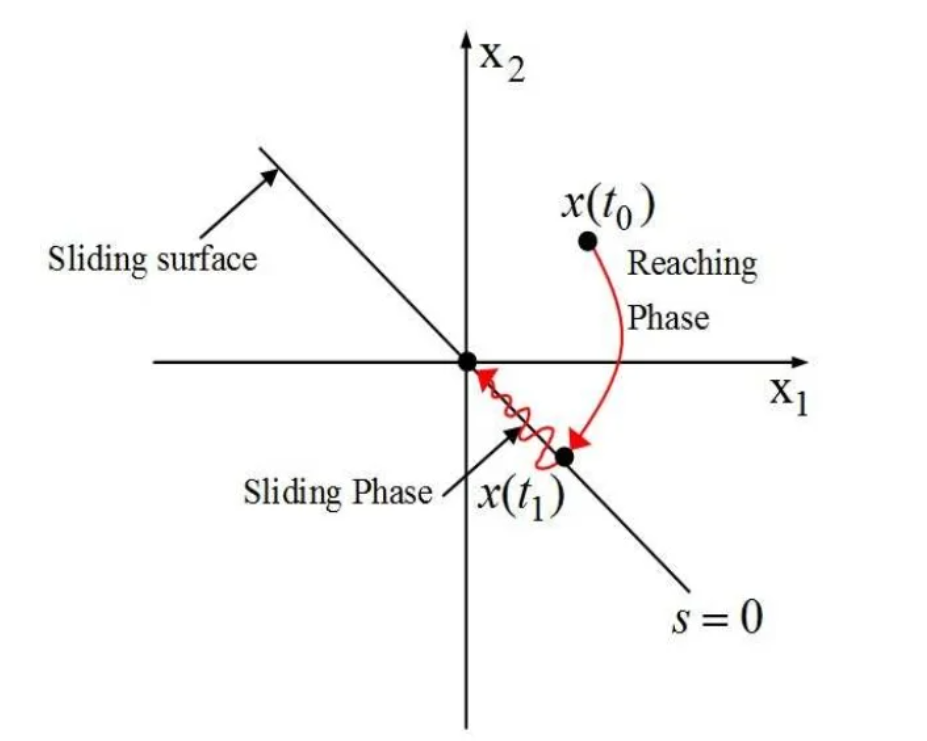 x₂
x(t₀)
Sliding surface
Reaching
Phase
x₁
Sliding Phase
x(t₁)
s = 0